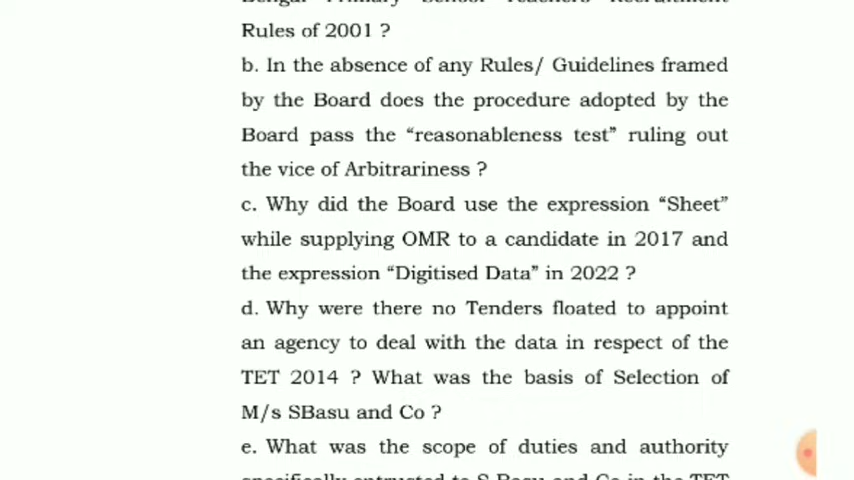 Rules of 2001 ?
b. In the absence of any Rules/ Guidelines framed
by the Board does the procedure adopted by the
Board pass the “reasonableness test” ruling out
the vice of Arbitrariness ?
c. Why did the Board use the expression “Sheet”
while supplying OMR to a candidate in 2017 and
the expression “Digitised Data” in 2022 ?
d. Why were there no Tenders floated to appoint
an agency to deal with the data in respect of the
TET 2014 ? What was the basis of Selection of
M/s SBasu and Co ?
e. What was the scope of duties and authority